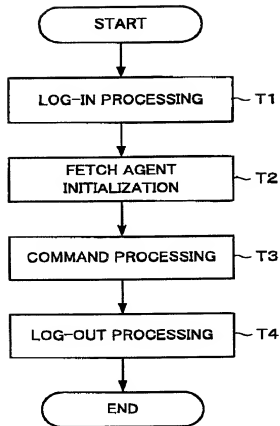 START
LOG-IN PROCESSING
T1
FETCH AGENT
INITIALIZATION
T2
COMMAND PROCESSING
T3
LOG-OUT PROCESSING
T4
END